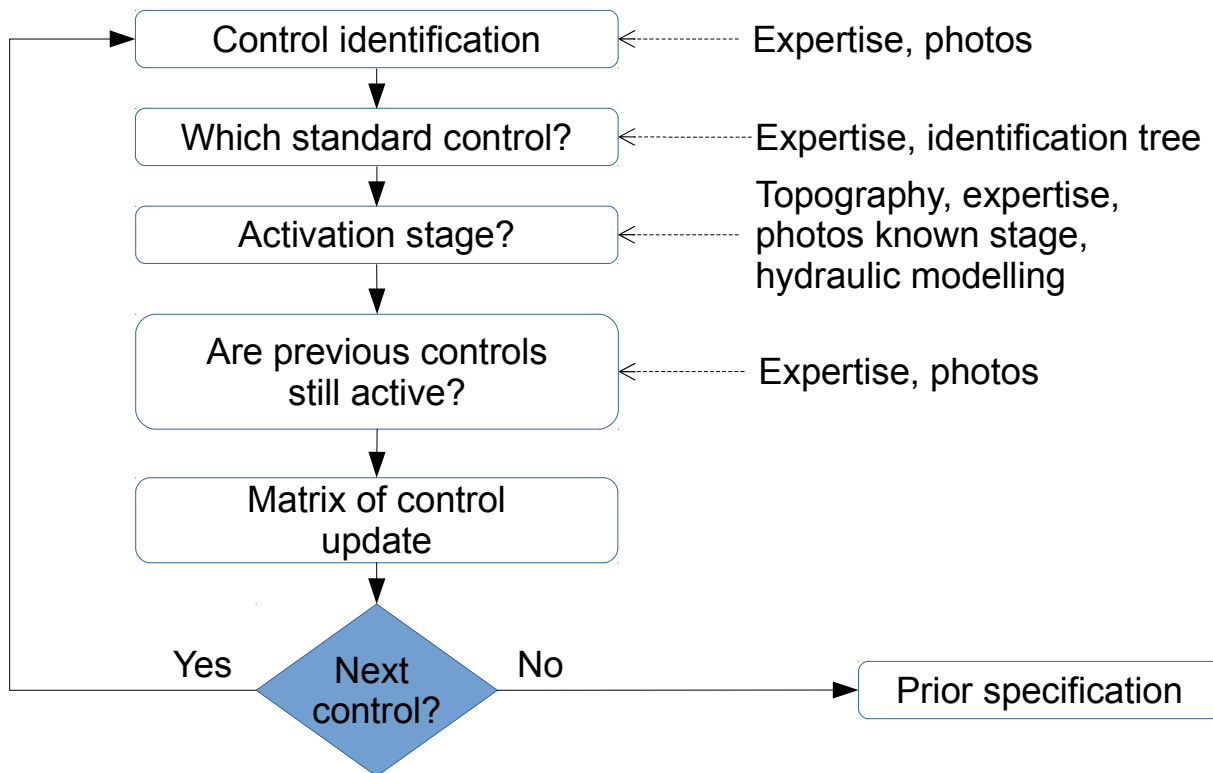 Control identification
Expertise, photos
Which standard control?
Expertise, identification tree
Activation stage?
Topography, expertise,
photos known stage,
hydraulic modelling
Are previous controls
still active?
Expertise, photos
Matrix of control
update
Yes
Next
control?
No
Prior specification